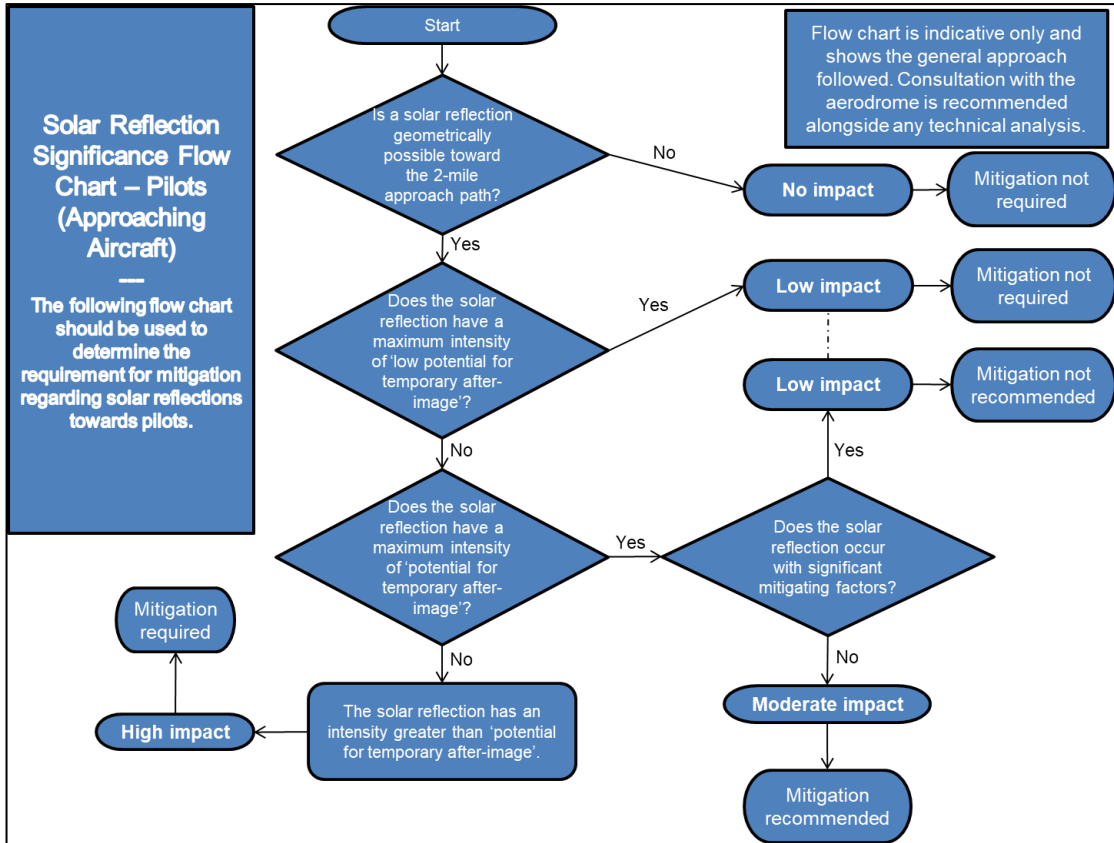 Solar Reflection
Significance Flow
Chart – Pilots
(Approaching
Aircraft)
---
The following flow chart
should be used to
determine the
requirement for mitigation
regarding solar reflections
towards pilots.
Start
Flow chart is indicative only and
shows the general approach
followed. Consultation with the
aerodrome is recommended
alongside any technical analysis.
Is a solar reflection
geometrically
possible toward
the 2-mile
approach path?
No
No impact
Mitigation not
required
Yes
Does the solar
reflection have a
maximum intensity
of ‘low potential for
temporary after-
image’?
Yes
Low impact
Mitigation not
required
Low impact
Mitigation not
recommended
Yes
No
Does the solar
reflection have a
maximum intensity
of ‘potential for
temporary after-
image’?
Yes
Does the solar
reflection occur
with significant
mitigating factors?
No
Moderate impact
Mitigation
recommended
No
The solar reflection has an
intensity greater than ‘potential
for temporary after-image’.
High impact
Mitigation
required